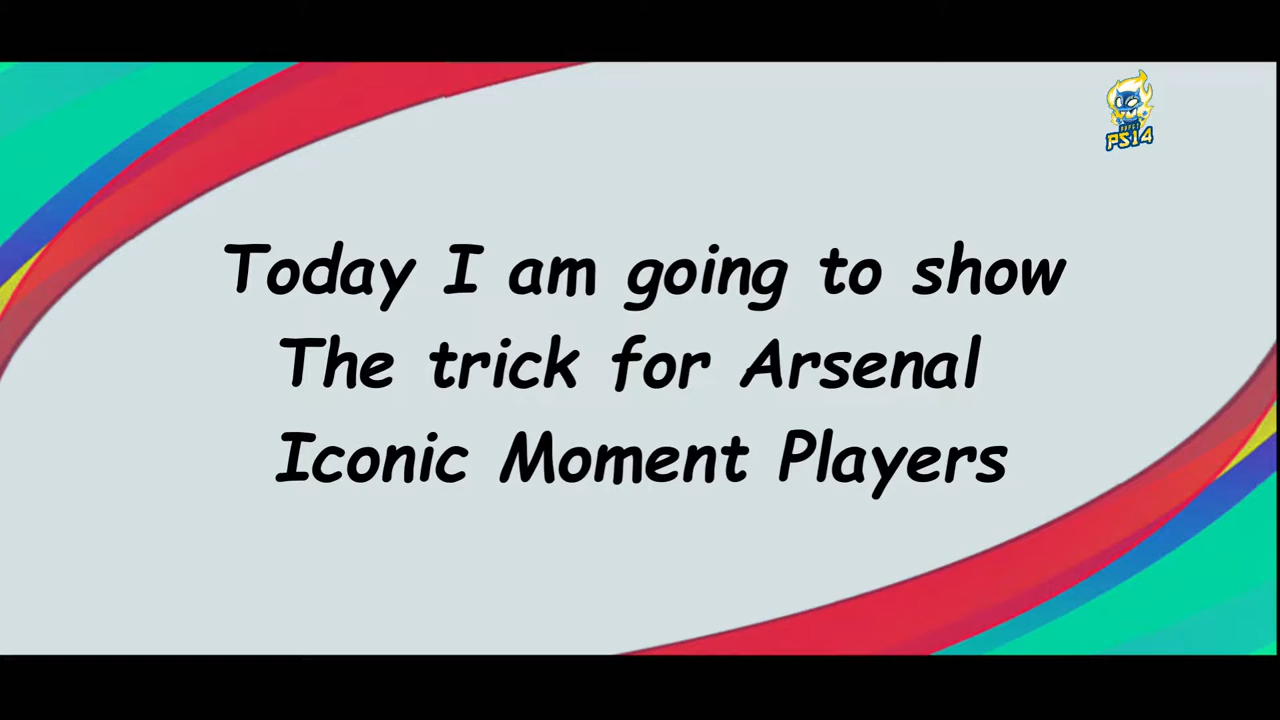 PS14
Today I am going to show
The trick for Arsenal
Iconic Moment Players